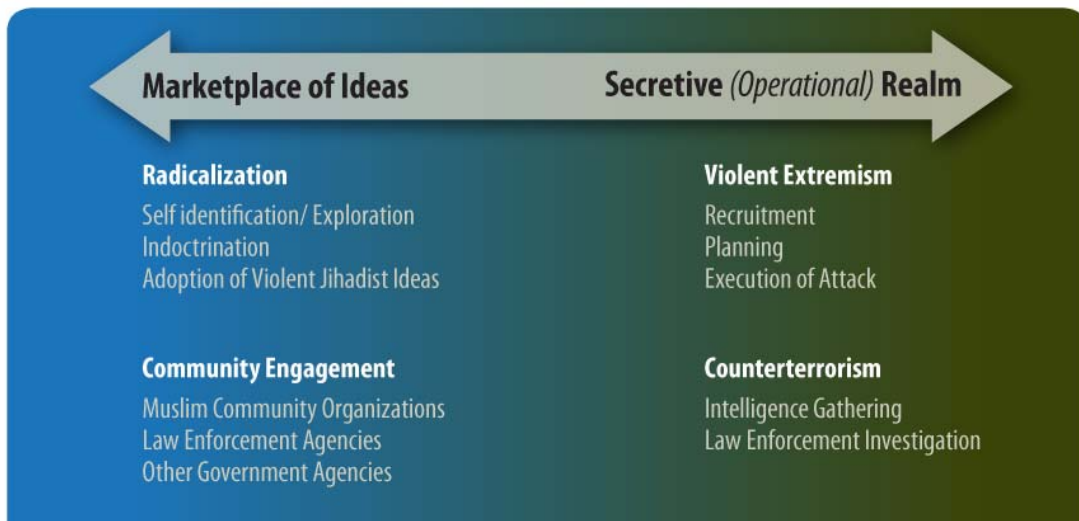 Marketplace of Ideas
Secretive (Operational) Realm
Radicalization
Self identification/ Exploration
Indoctrination
Adoption of Violent Jihadist Ideas
Violent Extremism
Recruitment
Planning
Execution of Attack
Community Engagement
Muslim Community Organizations
Law Enforcement Agencies
Other Government Agencies
Counterterrorism
Intelligence Gathering
Law Enforcement Investigation